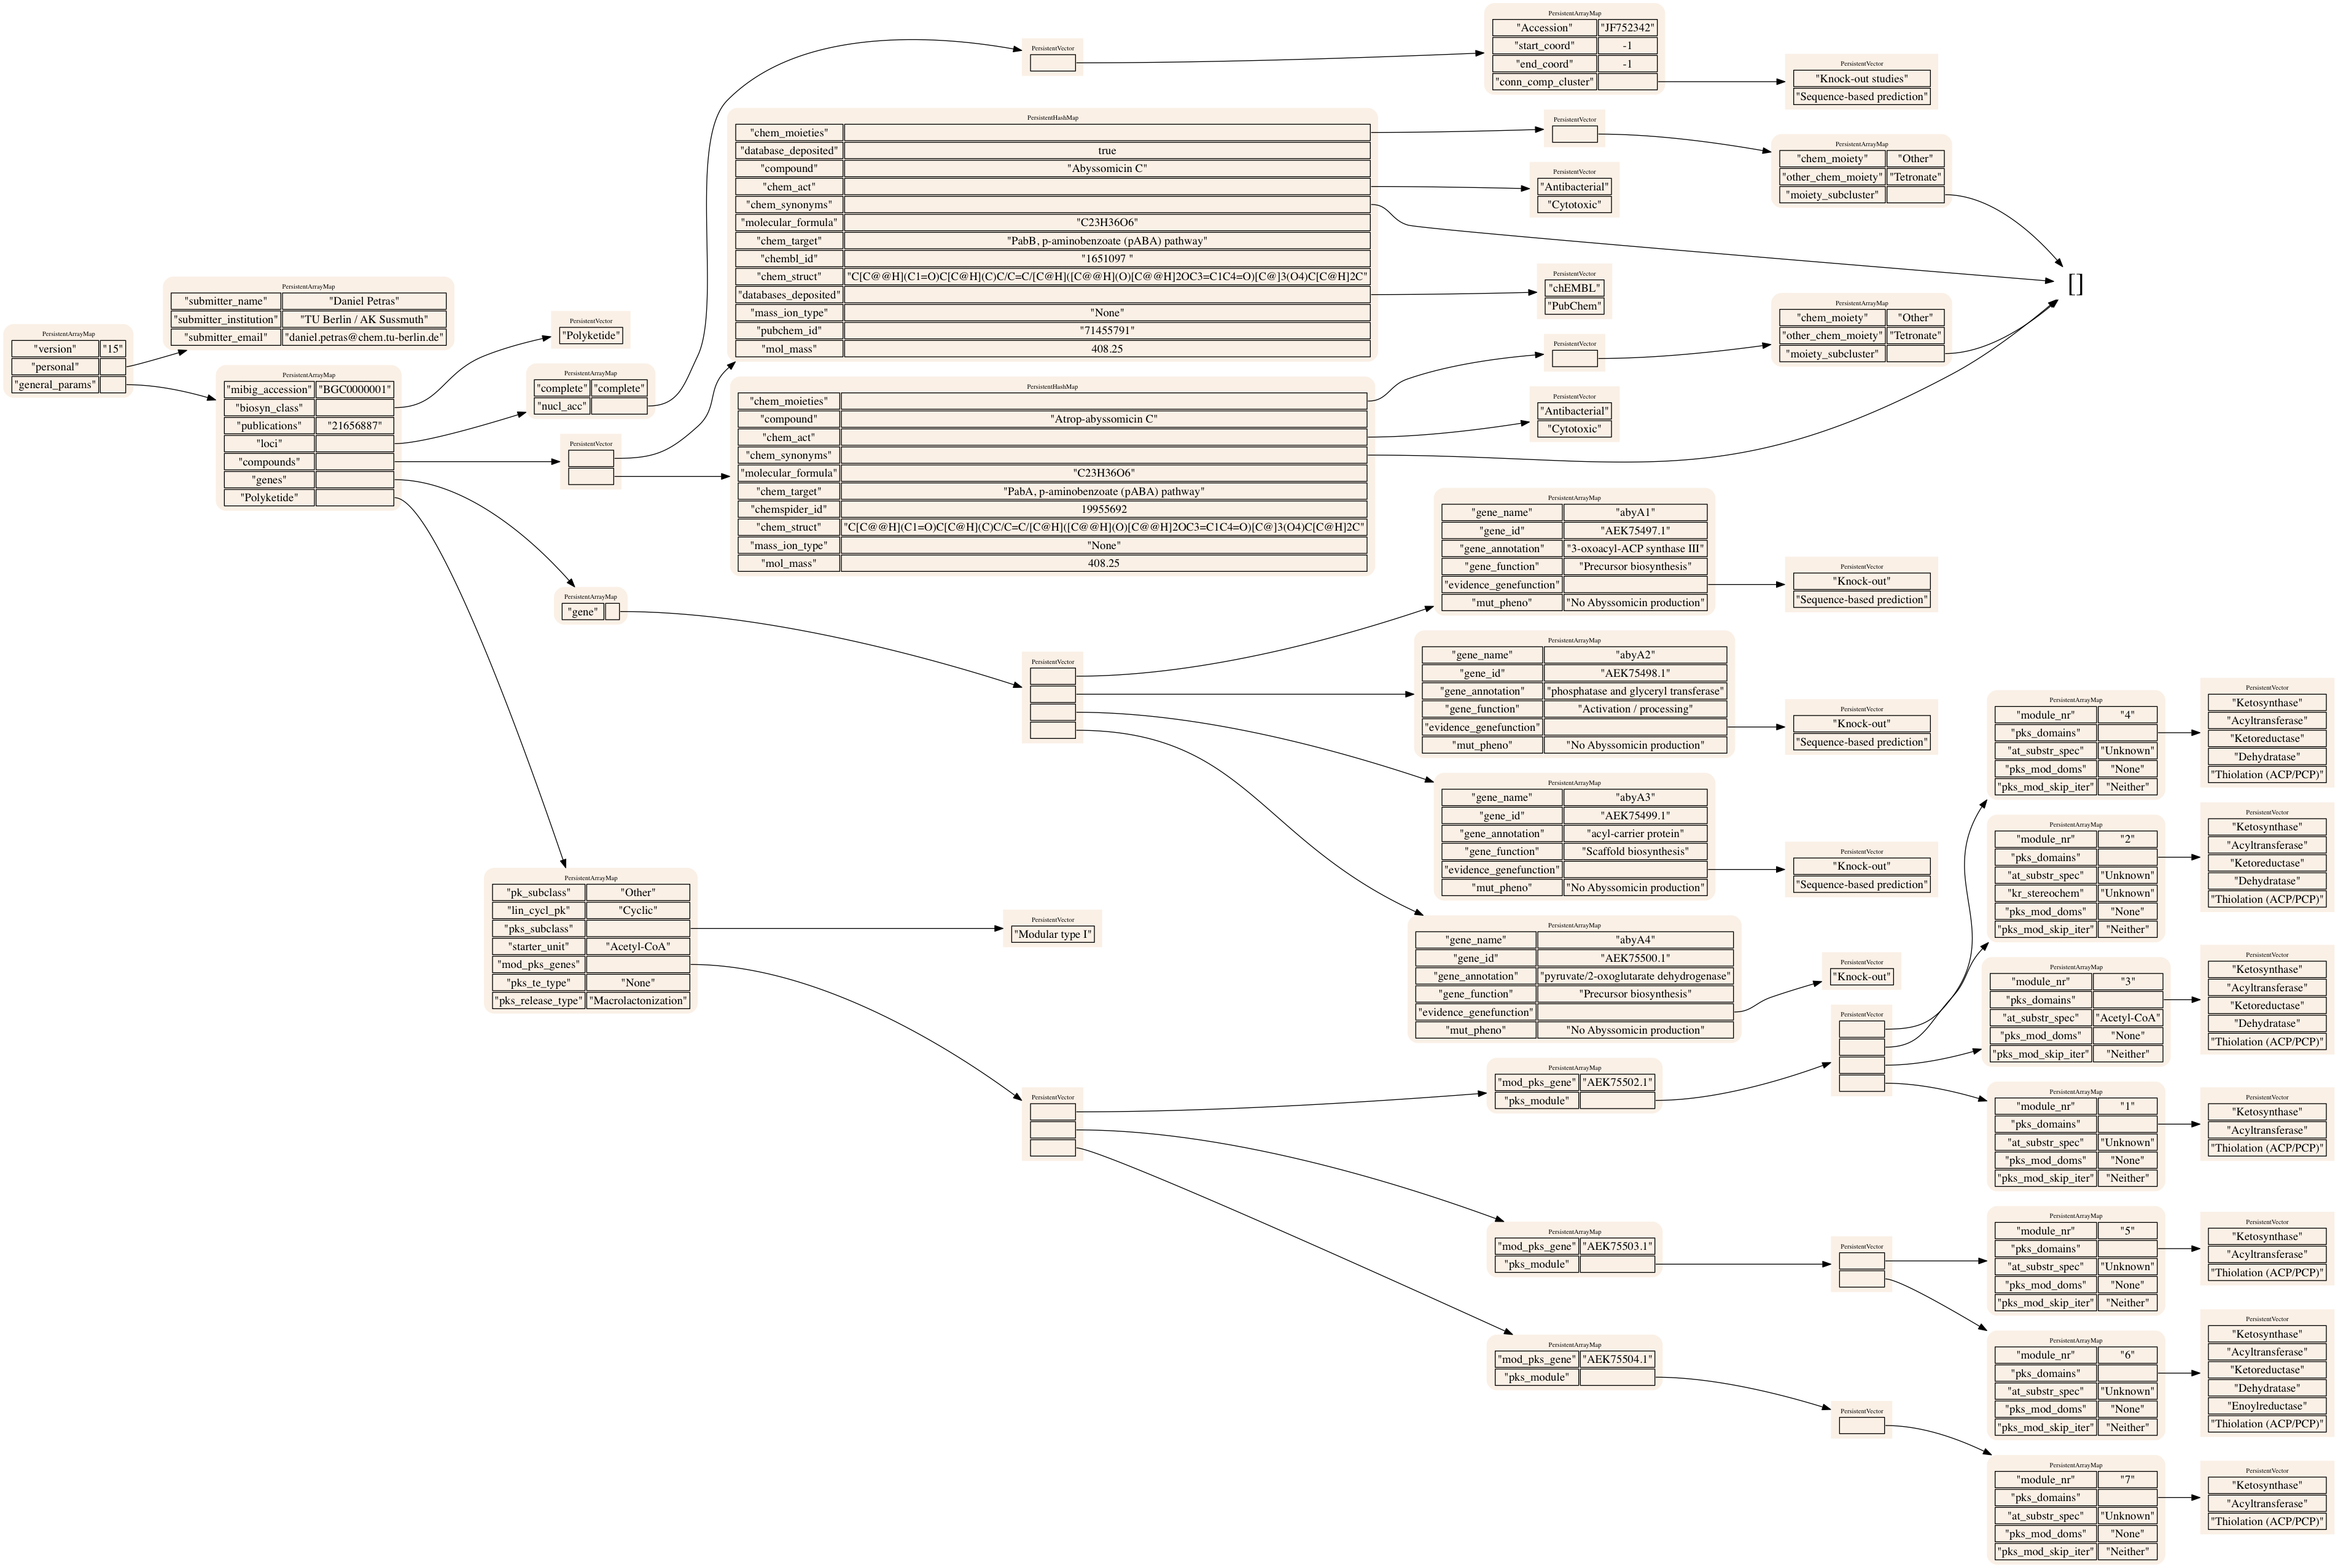 PersistentArrayMap
"version" "15"
"personal"
"general_params"
PersistentArrayMap
"submitter_name" "Daniel Petras"
"submitter_institution" "TU Berlin / AK Sussmuth"
"submitter_email" "daniel.petras@chem.tu-berlin.de"
PersistentArrayMap
"mibig_accession" "BGC0000001"
"biosyn_class"
"publications" "21656887"
"loci"
"compounds"
"genes"
"Polyketide"
PersistentVector
"Polyketide"
PersistentArrayMap
"complete" "complete"
"nucl_acc"
PersistentVector
PersistentArrayMap
"Accession" "JF752342"
"start_coord" -1
"end_coord" -1
"conn_comp_cluster"
PersistentVector
"Knock-out studies"
"Sequence-based prediction"
PersistentVector
PersistentHashMap
"chem_moieties"
"database_deposited" true
"compound" "Abyssomicin C"
"chem_act"
"chem_synonyms"
"molecular_formula" "C23H36O6"
"chem_target" "PabB, p-aminobenzoate (pABA) pathway"
"chembl_id" "1651097 "
"chem_struct" "C[C@@H](C1=O)C[C@H](C)C/C=C/[C@H]([C@@H](O)[C@@H]2OC3=C1C4=O)[C@]3(O4)C[C@H]2C"
"databases_deposited"
"mass_ion_type" "None"
"pubchem_id" "71455791"
"mol_mass" 408.25
PersistentVector
PersistentArrayMap
"chem_moiety" "Other"
"other_chem_moiety" "Tetronate"
"moiety_subcluster"
PersistentVector
"Antibacterial"
"Cytotoxic"
[]
PersistentVector
"chEMBL"
"PubChem"
PersistentHashMap
"chem_moieties"
"compound" "Atrop-abyssomicin C"
"chem_act"
"chem_synonyms"
"molecular_formula" "C23H36O6"
"chem_target" "PabA, p-aminobenzoate (pABA) pathway"
"chemspider_id" 19955692
"chem_struct" "C[C@@H](C1=O)C[C@H](C)C/C=C/[C@H]([C@@H](O)[C@@H]2OC3=C1C4=O)[C@]3(O4)C[C@H]2C"
"mass_ion_type" "None"
"mol_mass" 408.25
PersistentVector
PersistentArrayMap
"chem_moiety" "Other"
"other_chem_moiety" "Tetronate"
"moiety_subcluster"
PersistentVector
"Antibacterial"
"Cytotoxic"
PersistentArrayMap
"gene"
PersistentVector
PersistentArrayMap
"gene_name" "abyA1"
"gene_id" "AEK75497.1"
"gene_annotation" "3-oxoacyl-ACP synthase III"
"gene_function" "Precursor biosynthesis"
"evidence_genefunction"
"mut_pheno" "No Abyssomicin production"
PersistentVector
"Knock-out"
"Sequence-based prediction"
PersistentArrayMap
"gene_name" "abyA2"
"gene_id" "AEK75498.1"
"gene_annotation" "phosphatase and glyceryl transferase"
"gene_function" "Activation / processing"
"evidence_genefunction"
"mut_pheno" "No Abyssomicin production"
PersistentVector
"Knock-out"
"Sequence-based prediction"
PersistentArrayMap
"gene_name" "abyA3"
"gene_id" "AEK75499.1"
"gene_annotation" "acyl-carrier protein"
"gene_function" "Scaffold biosynthesis"
"evidence_genefunction"
"mut_pheno" "No Abyssomicin production"
PersistentVector
"Knock-out"
"Sequence-based prediction"
PersistentArrayMap
"gene_name" "abyA4"
"gene_id" "AEK75500.1"
"gene_annotation" "pyruvate/2-oxoglutarate dehydrogenase"
"gene_function" "Precursor biosynthesis"
"evidence_genefunction"
"mut_pheno" "No Abyssomicin production"
PersistentVector
"Knock-out"
PersistentArrayMap
"pk_subclass" "Other"
"lin_cycl_pk" "Cyclic"
"pks_subclass"
"starter_unit" "Acetyl-CoA"
"mod_pks_genes"
"pks_te_type" "None"
"pks_release_type" "Macrolactonization"
PersistentVector
"Modular type I"
PersistentVector
PersistentArrayMap
"mod_pks_gene" "AEK75502.1"
"pks_module"
PersistentVector
PersistentArrayMap
"module_nr" "4"
"pks_domains"
"at_substr_spec" "Unknown"
"pks_mod_doms" "None"
"pks_mod_skip_iter" "Neither"
PersistentVector
"Ketosynthase"
"Acyltransferase"
"Ketoreductase"
"Dehydratase"
"Thiolation (ACP/PCP)"
PersistentArrayMap
"module_nr" "2"
"pks_domains"
"at_substr_spec" "Unknown"
"kr_stereochem" "Unknown"
"pks_mod_doms" "None"
"pks_mod_skip_iter" "Neither"
PersistentVector
"Ketosynthase"
"Acyltransferase"
"Ketoreductase"
"Dehydratase"
"Thiolation (ACP/PCP)"
PersistentArrayMap
"module_nr" "3"
"pks_domains"
"at_substr_spec" "Acetyl-CoA"
"pks_mod_doms" "None"
"pks_mod_skip_iter" "Neither"
PersistentVector
"Ketosynthase"
"Acyltransferase"
"Ketoreductase"
"Dehydratase"
"Thiolation (ACP/PCP)"
PersistentArrayMap
"module_nr" "1"
"pks_domains"
"at_substr_spec" "Unknown"
"pks_mod_doms" "None"
"pks_mod_skip_iter" "Neither"
PersistentVector
"Ketosynthase"
"Acyltransferase"
"Thiolation (ACP/PCP)"
PersistentArrayMap
"mod_pks_gene" "AEK75503.1"
"pks_module"
PersistentVector
PersistentArrayMap
"module_nr" "5"
"pks_domains"
"at_substr_spec" "Unknown"
"pks_mod_doms" "None"
"pks_mod_skip_iter" "Neither"
PersistentVector
"Ketosynthase"
"Acyltransferase"
"Thiolation (ACP/PCP)"
PersistentArrayMap
"module_nr" "6"
"pks_domains"
"at_substr_spec" "Unknown"
"pks_mod_doms" "None"
"pks_mod_skip_iter" "Neither"
PersistentVector
"Ketosynthase"
"Acyltransferase"
"Ketoreductase"
"Dehydratase"
"Enoylreductase"
"Thiolation (ACP/PCP)"
PersistentArrayMap
"mod_pks_gene" "AEK75504.1"
"pks_module"
PersistentVector
PersistentArrayMap
"module_nr" "7"
"pks_domains"
"at_substr_spec" "Unknown"
"pks_mod_doms" "None"
"pks_mod_skip_iter" "Neither"
PersistentVector
"Ketosynthase"
"Acyltransferase"
"Thiolation (ACP/PCP)"